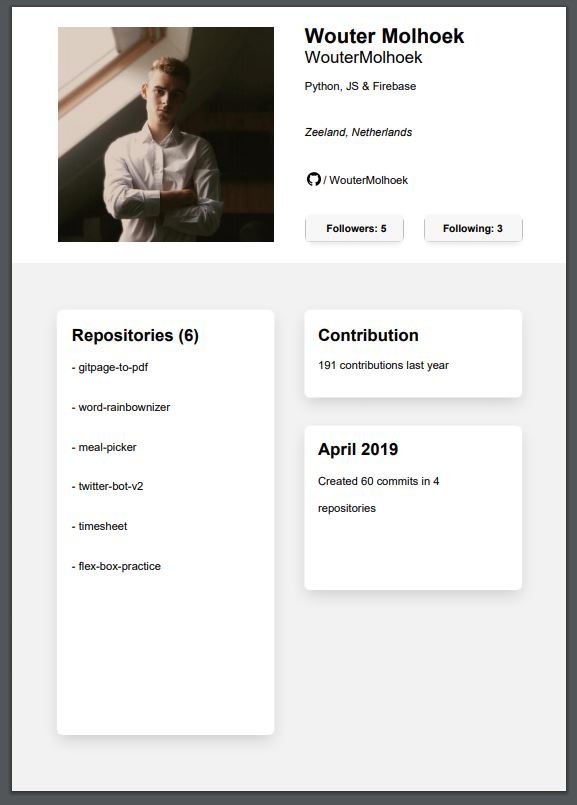 Wouter Molhoek
WouterMolhoek
Python, JS & Firebase
Zeeland, Netherlands
/ WouterMolhoek
Followers: 5
Following: 3
Repositories (6)
- gitpage-to-pdf
- word-rainbownizer
- meal-picker
- twitter-bot-v2
- timesheet
- flex-box-practice
Contribution
191 contributions last year
April 2019
Created 60 commits in 4
repositories